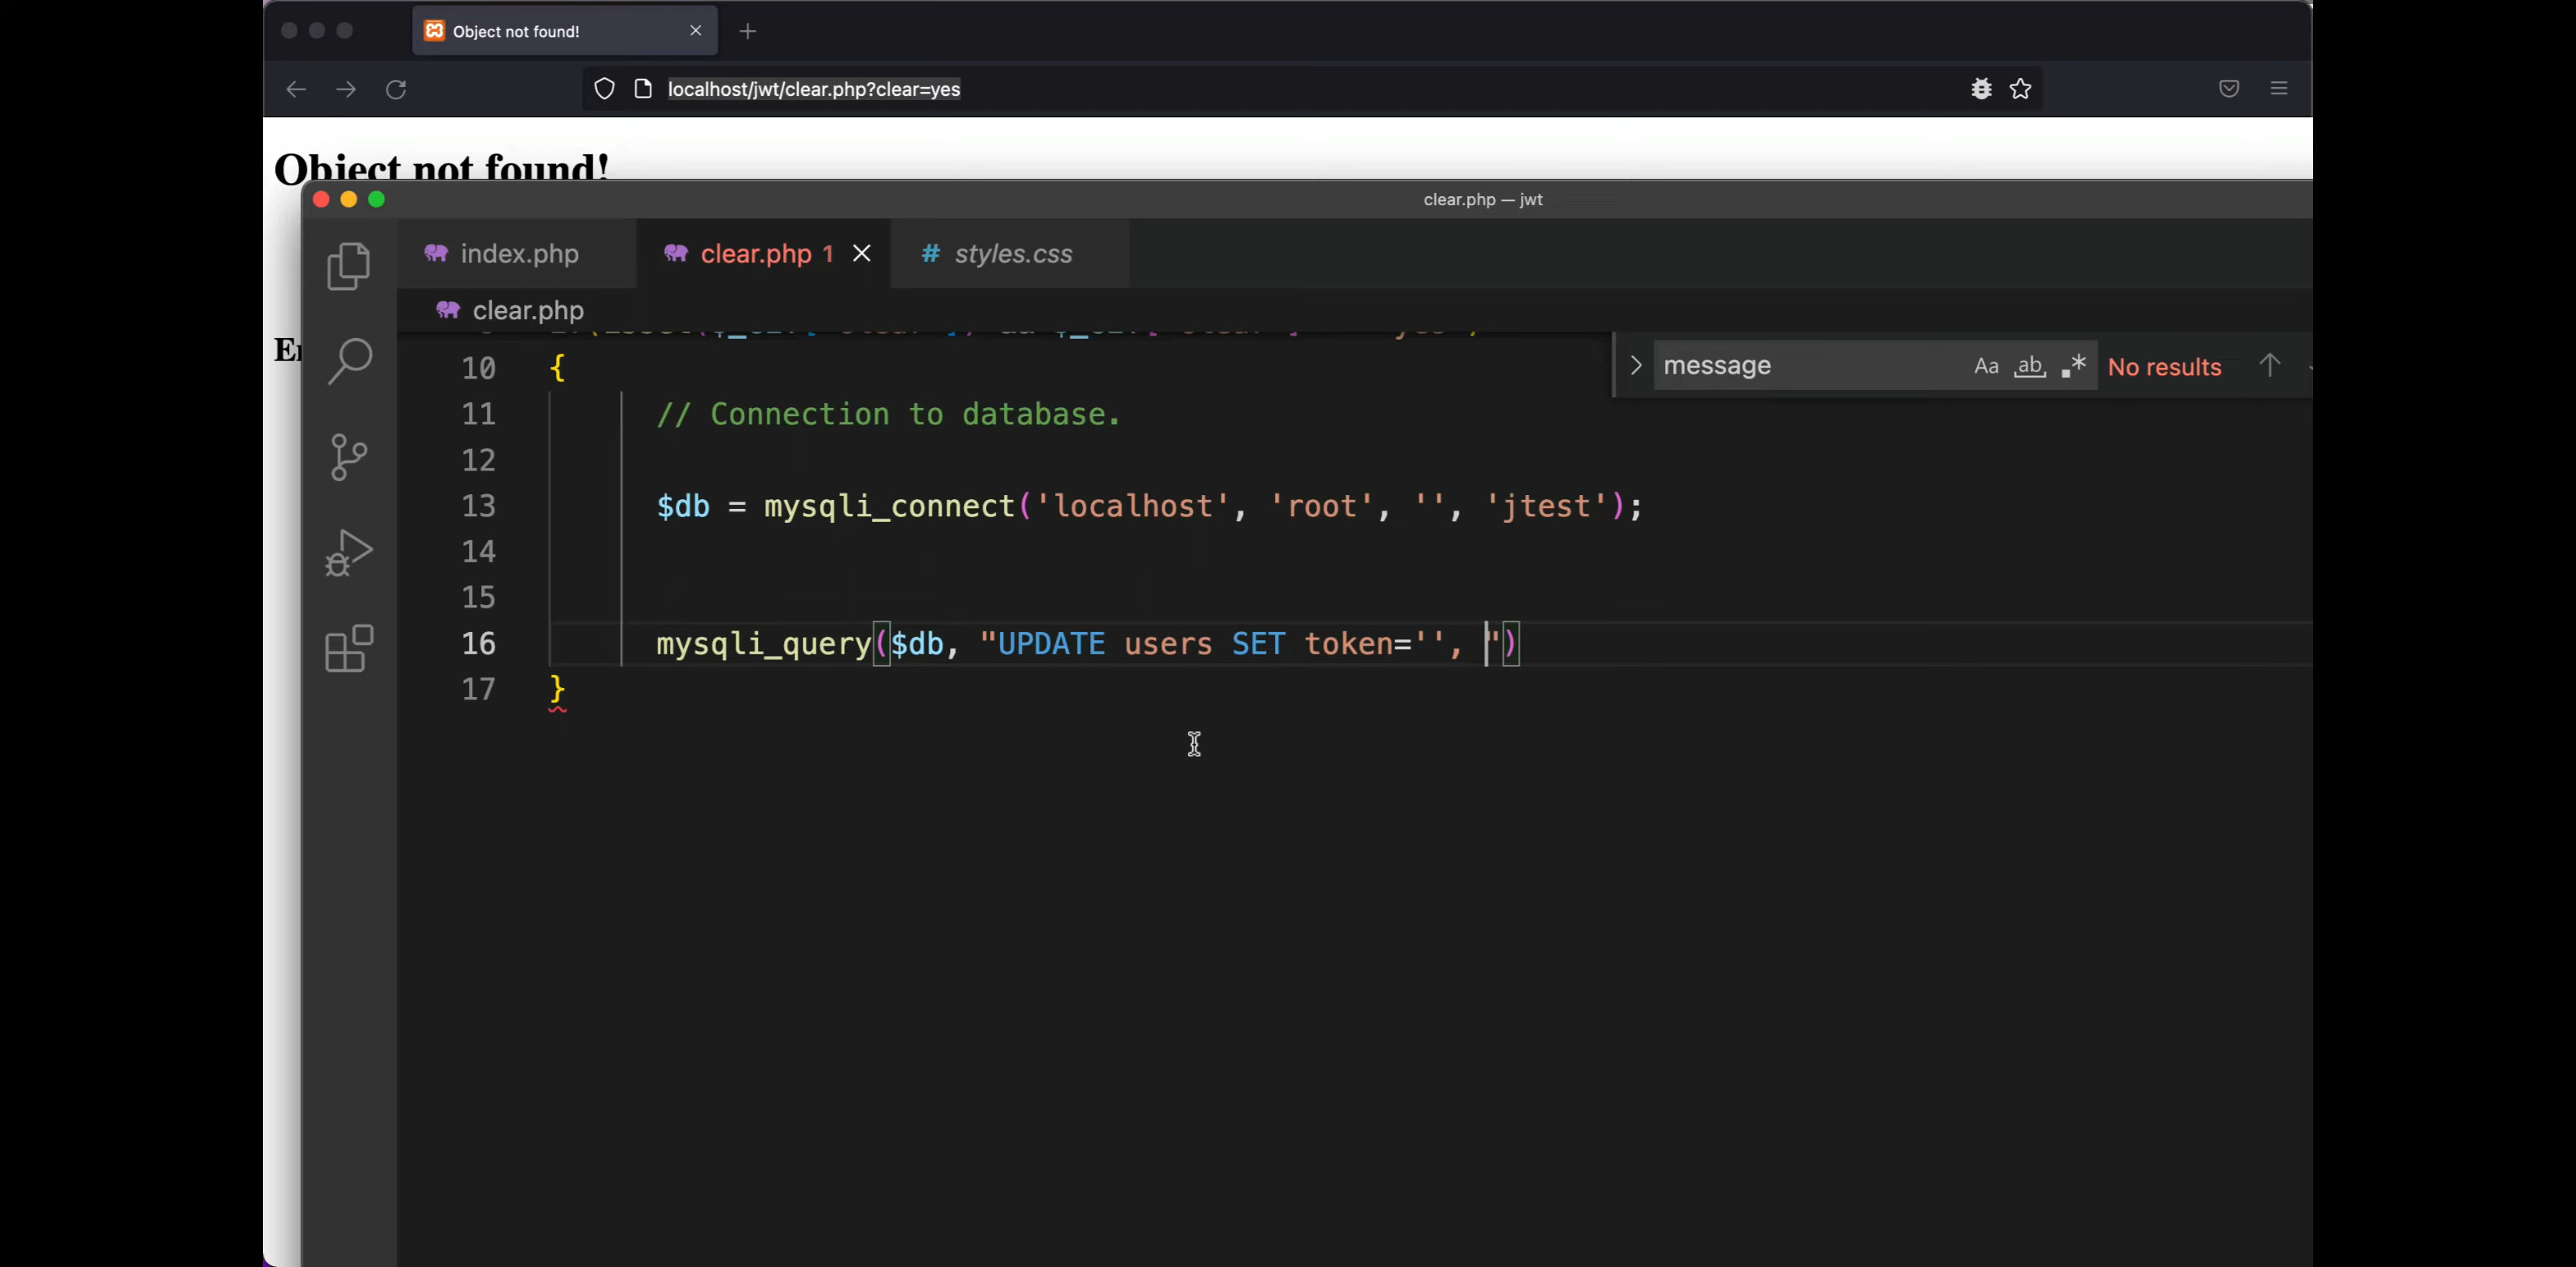 Object not found!
localhost/jwt/clear.php?clear=yes
Object not found!
clear.php — jwt
index.php
clear.php 1
# styles.css
clear.php
message
Aa ab .* No results
10 {
11 // Connection to database.
12
13 $db = mysqli_connect('localhost', 'root', '', 'jtest');
14
15
16 mysqli_query($db, "UPDATE users SET token='', ")
17 }